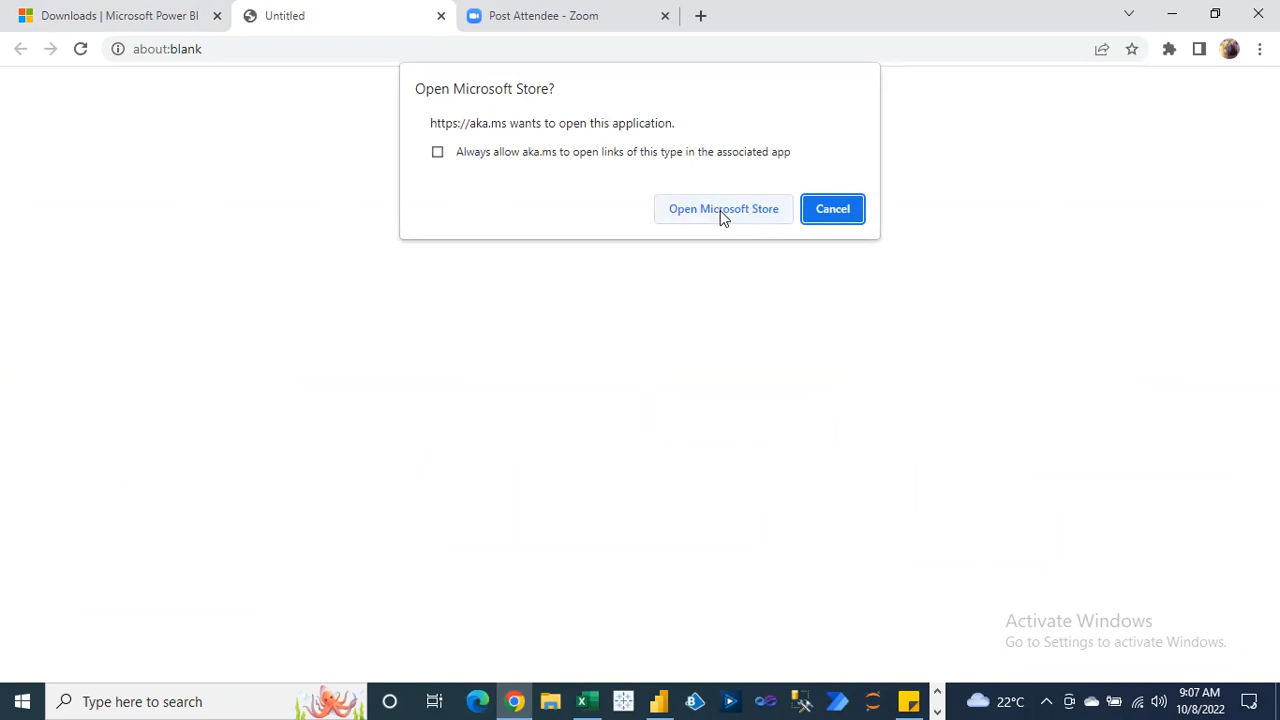 Downloads | Microsoft Power BI
Untitled
Post Attendee - Zoom
about:blank
Open Microsoft Store?
https://aka.ms wants to open this application.
Always allow aka.ms to open links of this type in the associated app
Open Microsoft Store
Cancel
Activate Windows
Go to Settings to activate Windows.
Type here to search
22°C
9:07 AM
10/8/2022